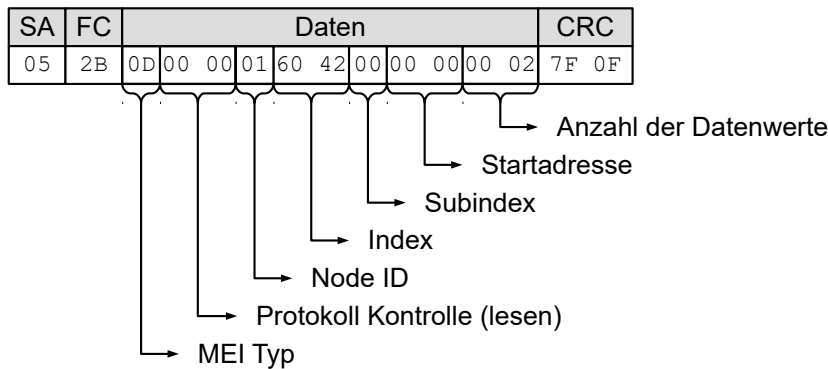 SA FC Daten CRC
05 2B 0D 00 00 01 60 42 00 00 00 00 02 7F 0F
Anzahl der Datenwerte
Startadresse
Subindex
Index
Node ID
Protokoll Kontrolle (lesen)
MEI Typ